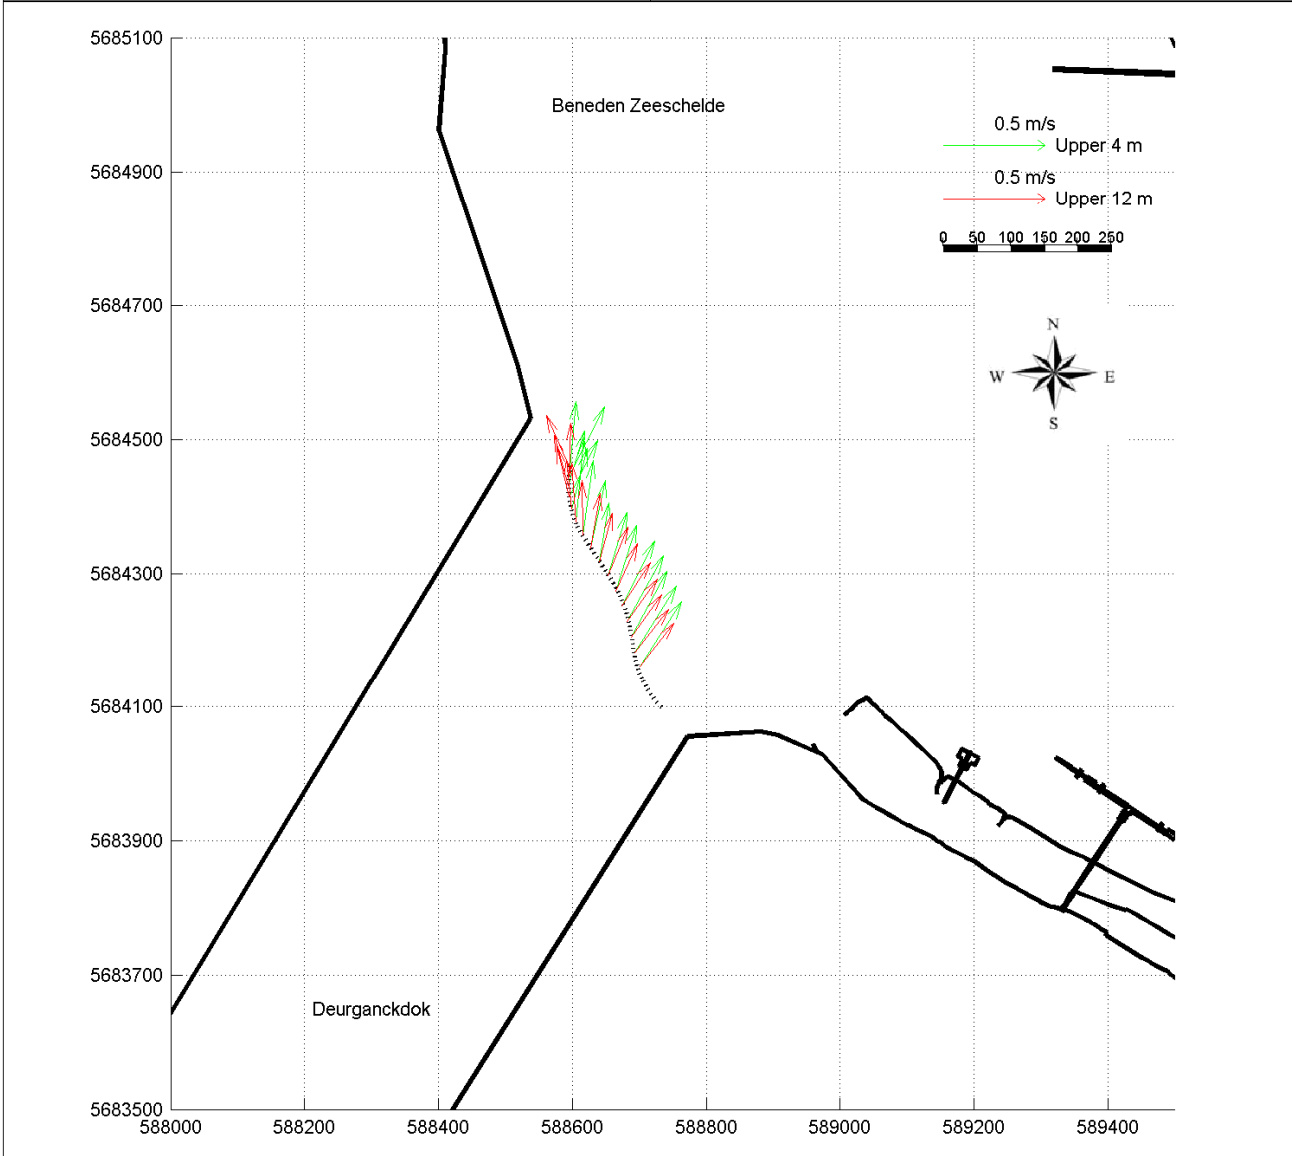 5685100
Beneden Zeeschelde
0.5 m/s
Upper 4 m
5684900
0.5 m/s
Upper 12 m
0 50 100 150 200 250
5684700
N
W E
S
5684500
5684300
5684100
5683900
5683700
Deurganckdok
5683500
588000 588200 588400 588600 588800 589000 589200 589400